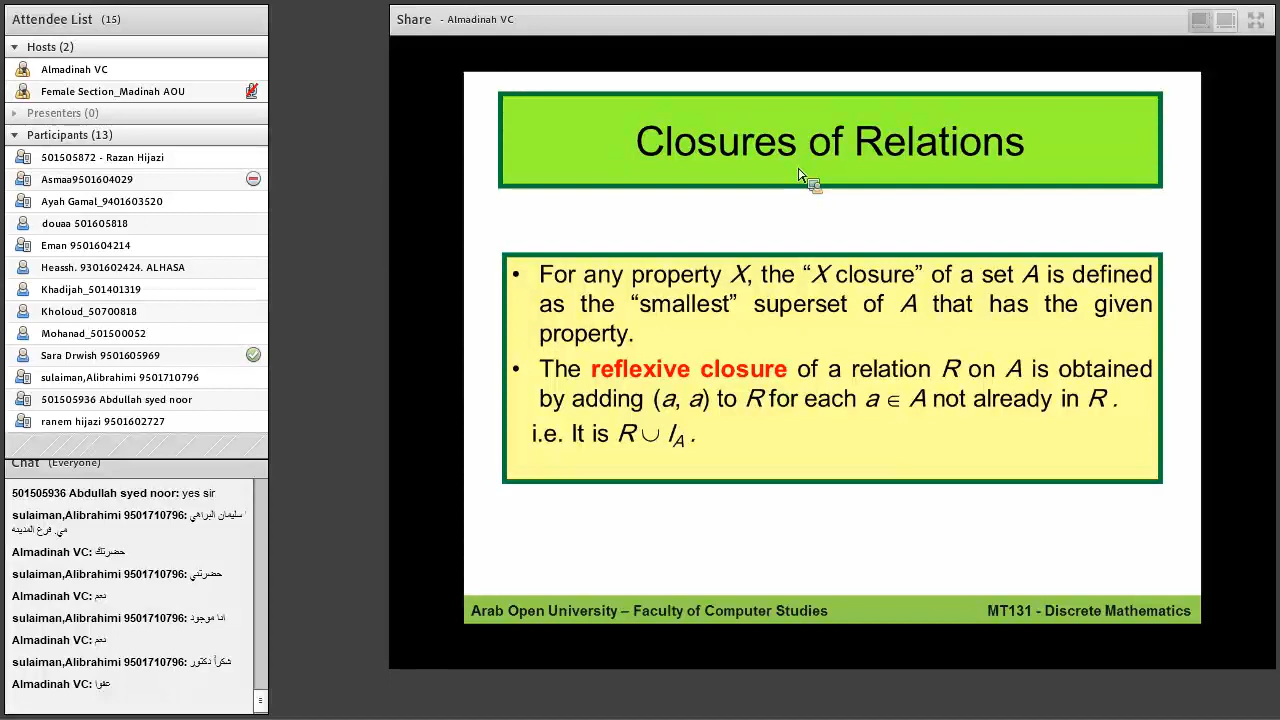 Attendee List (15)
Hosts (2)
Almadinah VC
Female Section_Madinah AOU
Presenters (0)
Participants (13)
501505872 - Razan Hijazi
Asmaa9501604029
Ayah Gamal_9401603520
douaa 501605818
Eman 9501604214
Heassh. 9301602424. ALHASA
Khadijah_501401319
Kholoud_50700818
Mohanad_501500052
Sara Drwish 9501605969
sulaiman,Alibrahimi 9501710796
501505936 Abdullah syed noor
ranem hijazi 9501602727
Chat (Everyone)
501505936 Abdullah syed noor: yes sir
sulaiman,Alibrahimi 9501710796: سليمان البراهي
مي. فرع المدينه
Almadinah VC: حضرتك
sulaiman,Alibrahimi 9501710796: حضرتني
Almadinah VC: نعم
sulaiman,Alibrahimi 9501710796: انا موجود
Almadinah VC: نعم
sulaiman,Alibrahimi 9501710796: شكرأ دكتور
Almadinah VC: عفوا
Share - Almadinah VC
Closures of Relations
• For any property X, the “X closure” of a set A is defined
as the “smallest” superset of A that has the given
property.
• The reflexive closure of a relation R on A is obtained
by adding (a, a) to R for each a ∈ A not already in R .
i.e. It is R ∪ I_A .
Arab Open University – Faculty of Computer Studies
MT131 - Discrete Mathematics